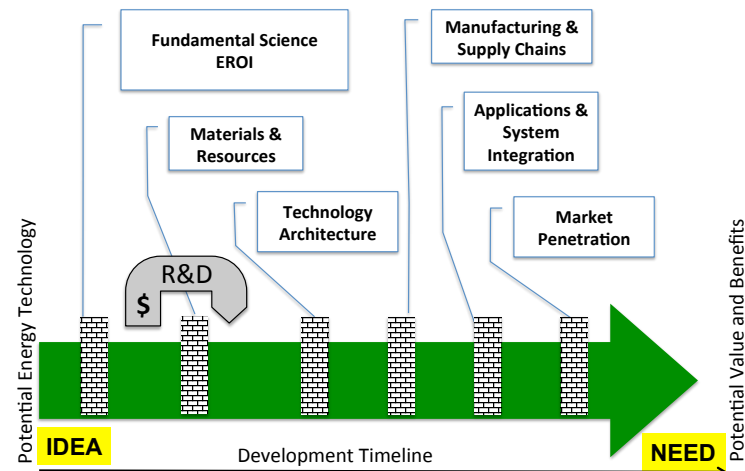 Fundamental Science
EROI
Manufacturing &
Supply Chains
Materials &
Resources
Applications &
System
Integration
Technology
Architecture
Market
Penetration
R&D
$
Potential Energy Technology
Potential Value and Benefits
IDEA
Development Timeline
NEED